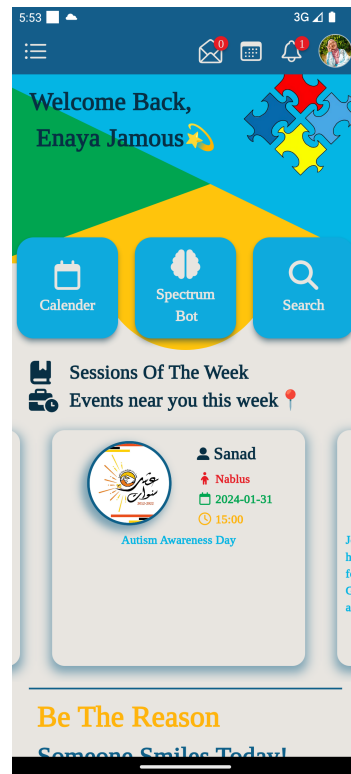 5:53
3G
0
1
Welcome Back,
Enaya Jamous💫
Calender
Spectrum
Bot
Search
Sessions Of The Week
Events near you this week📍
Sanad
Nablus
2024-01-31
15:00
Autism Awareness Day
Be The Reason
Someone Smiles Today!